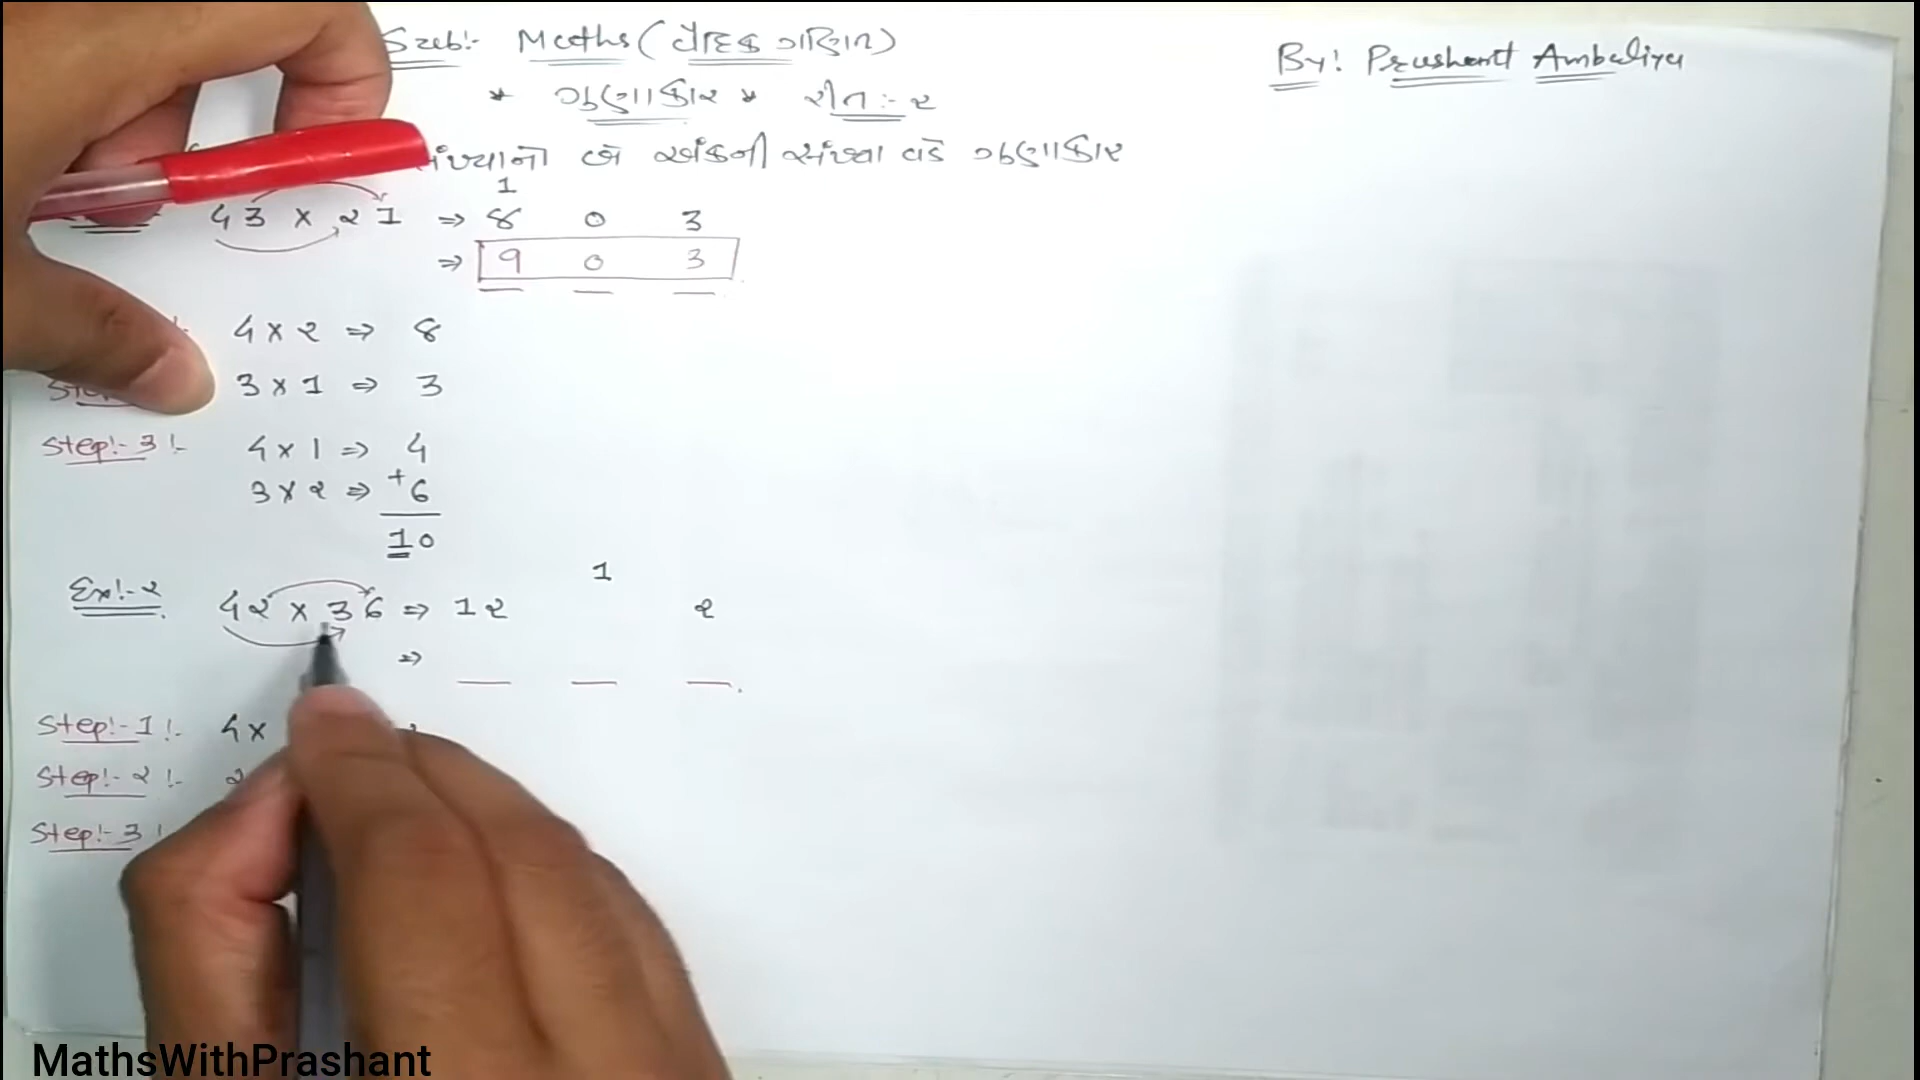 Sub:- Maths (વૈદિક ગણિત)
By: Prashant Ambaliya
* ગુણાકાર * રીત :- ૨
સંખ્યાનો બે અંકની સંખ્યા વડે ગુણાકાર
1
43 x ૨1 => 8 0 3
=> 9 0 3
4 x ૨ => 8
3 x 1 => 3
Step:- 3 :- 4 x 1 => 4
3 x ૨ => +6
10
1
Ex:- ૨ 4૨ x 36 => 1૨ ૨
=>
Step:- 1 :- 4 x
Step:- ૨ :- ૨
Step:- 3 :
MathsWithPrashant